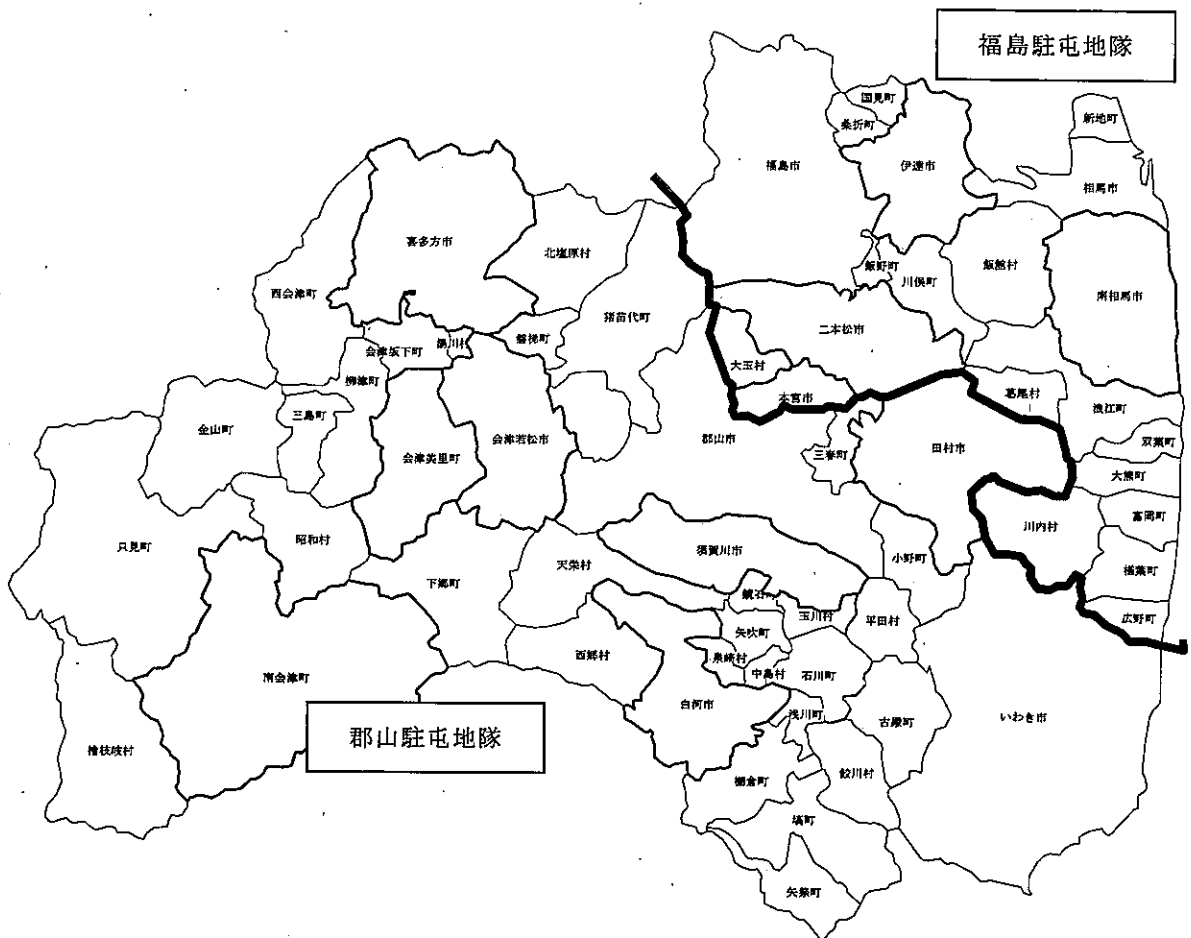 福島駐屯地隊
国見町
桑折町
新地町
福島市
伊達市
相馬市
喜多方市
北塩原村
飯野町
川俣町
飯舘村
南相馬市
西会津町
猪苗代町
二本松市
会津坂下町
湯川村
磐梯町
大玉村
柳津町
本宮市
葛尾村
浪江町
金山町
三島町
会津美里町
会津若松市
郡山市
三春町
田村市
双葉町
大熊町
富岡町
川内村
只見町
昭和村
須賀川市
小野町
楢葉町
下郷町
天栄村
鏡石町
玉川村
平田村
広野町
矢吹町
西郷村
泉崎村
中島村
石川町
南会津町
白河市
浅川町
古殿町
いわき市
郡山駐屯地隊
檜枝岐村
棚倉町
鮫川村
塙町
矢祭町